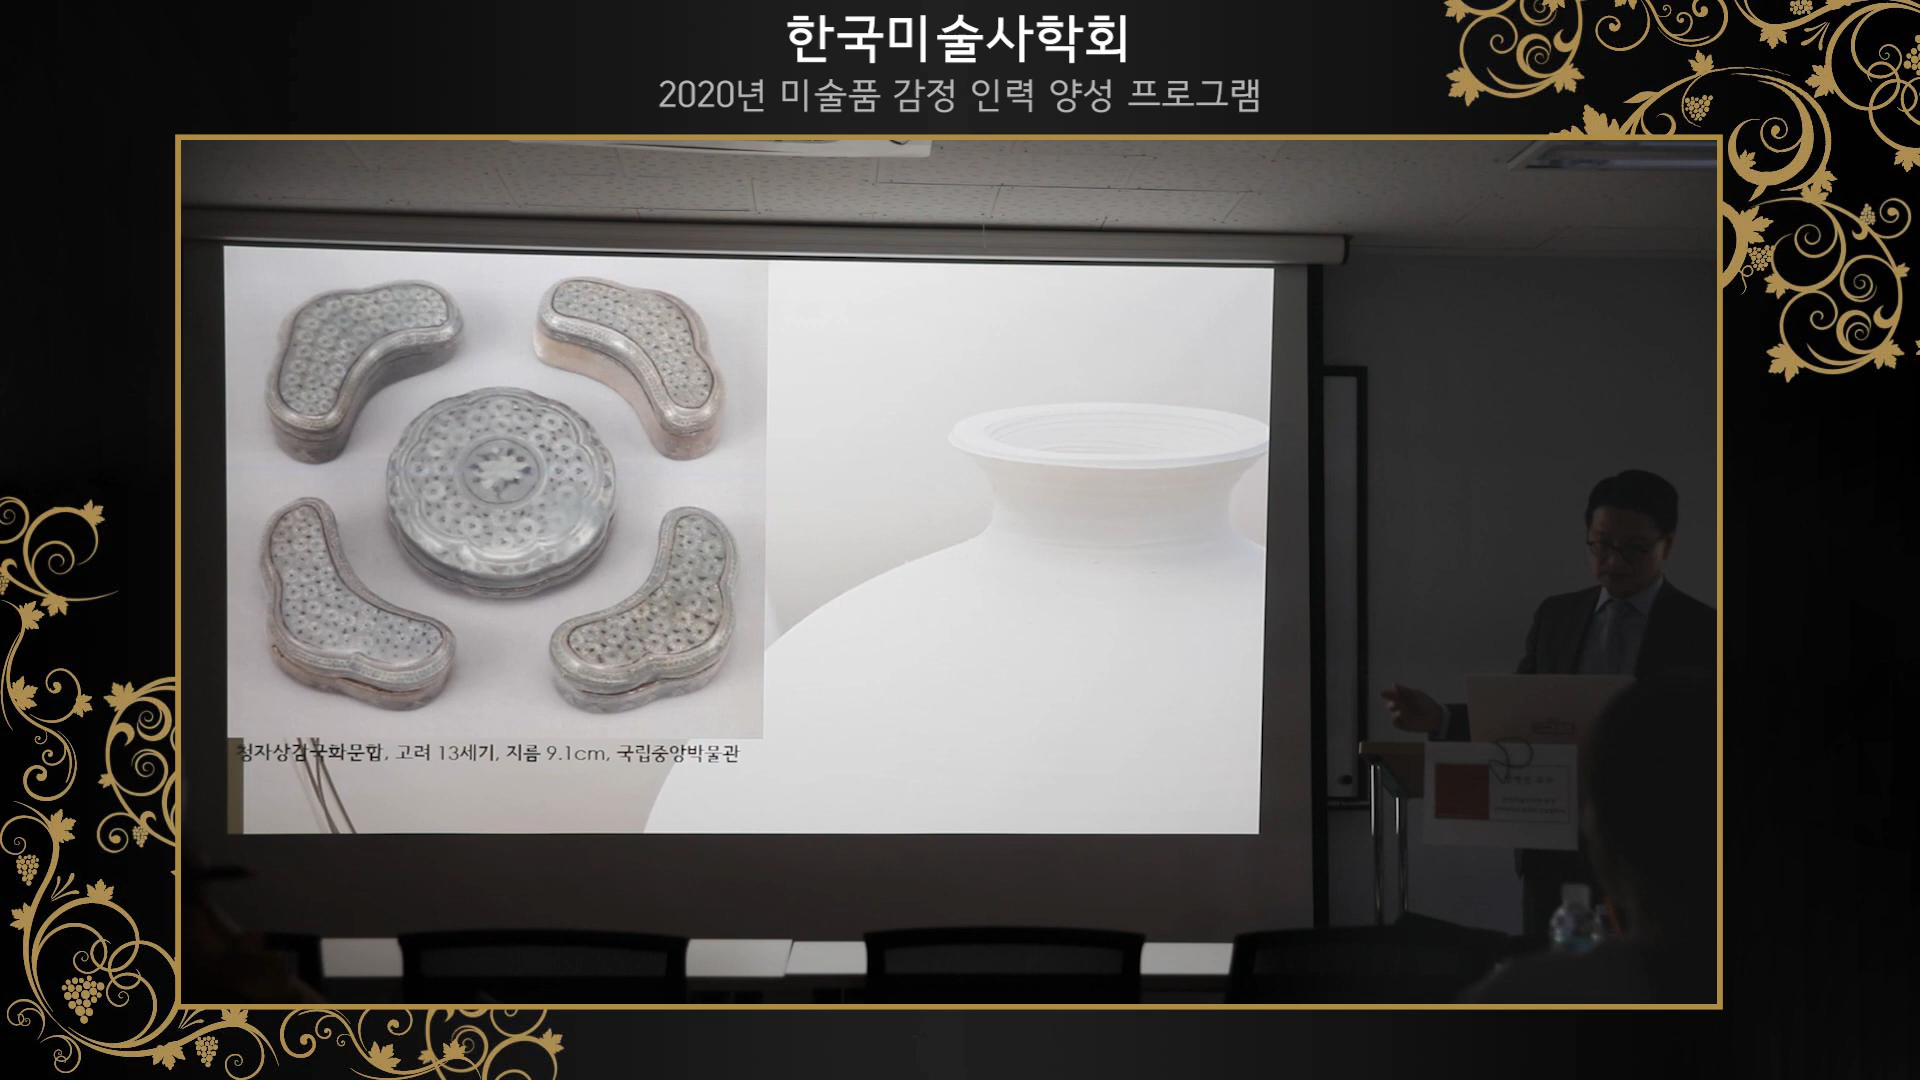 한국미술사학회
2020년 미술품 감정 인력 양성 프로그램
청자상감국화문합, 고려 13세기, 지름 9.1cm, 국립중앙박물관